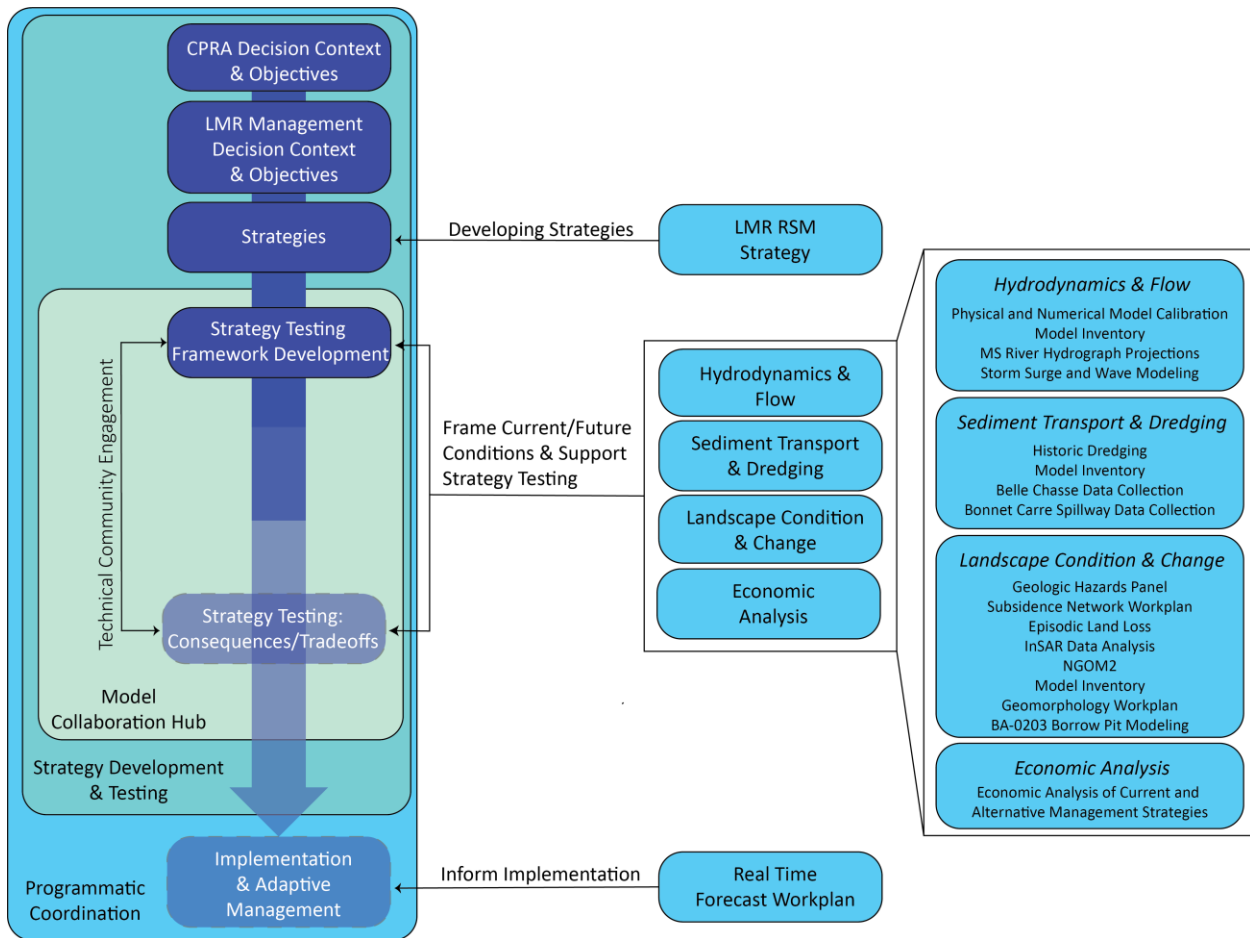 CPRA Decision Context
& Objectives
LMR Management
Decision Context
& Objectives
Strategies
Developing Strategies
LMR RSM
Strategy
Strategy Testing
Framework Development
Technical Community Engagement
Frame Current/Future
Conditions & Support
Strategy Testing
Strategy Testing:
Consequences/Tradeoffs
Model
Collaboration Hub
Strategy Development
& Testing
Implementation
& Adaptive
Management
Programmatic
Coordination
Inform Implementation
Real Time
Forecast Workplan
Hydrodynamics &
Flow
Sediment Transport
& Dredging
Landscape Condition
& Change
Economic
Analysis
Hydrodynamics & Flow
Physical and Numerical Model Calibration
Model Inventory
MS River Hydrograph Projections
Storm Surge and Wave Modeling
Sediment Transport & Dredging
Historic Dredging
Model Inventory
Belle Chasse Data Collection
Bonnet Carre Spillway Data Collection
Landscape Condition & Change
Geologic Hazards Panel
Subsidence Network Workplan
Episodic Land Loss
InSAR Data Analysis
NGOM2
Model Inventory
Geomorphology Workplan
BA-0203 Borrow Pit Modeling
Economic Analysis
Economic Analysis of Current and
Alternative Management Strategies